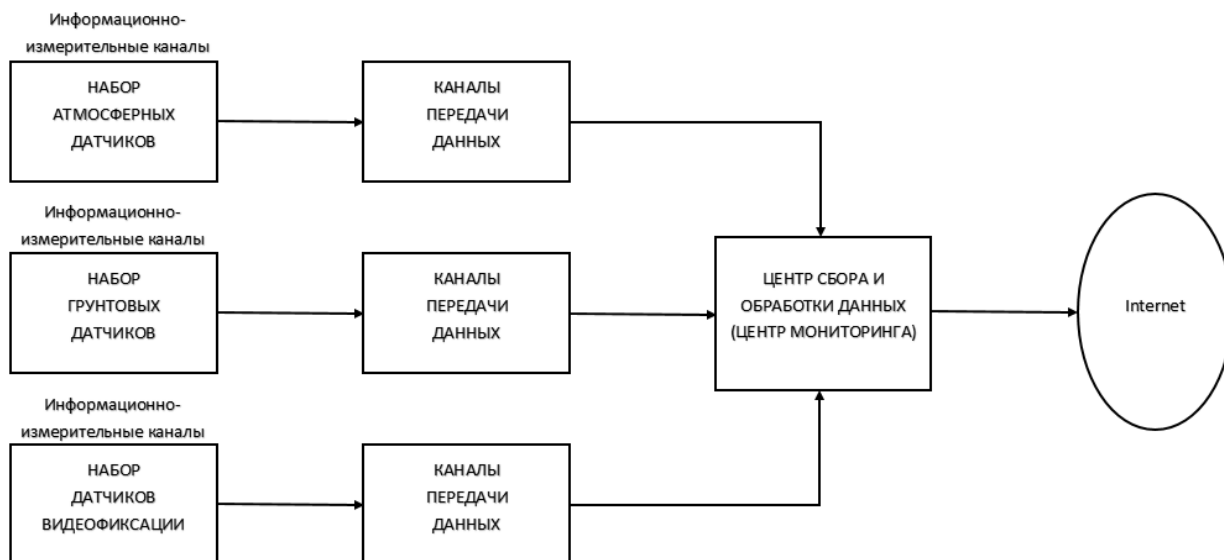 Информационно-
измерительные каналы
НАБОР
АТМОСФЕРНЫХ
ДАТЧИКОВ
КАНАЛЫ
ПЕРЕДАЧИ
ДАННЫХ
Информационно-
измерительные каналы
НАБОР
ГРУНТОВЫХ
ДАТЧИКОВ
КАНАЛЫ
ПЕРЕДАЧИ
ДАННЫХ
ЦЕНТР СБОРА И
ОБРАБОТКИ ДАННЫХ
(ЦЕНТР МОНИТОРИНГА)
Internet
Информационно-
измерительные каналы
НАБОР
ДАТЧИКОВ
ВИДЕОФИКСАЦИИ
КАНАЛЫ
ПЕРЕДАЧИ
ДАННЫХ